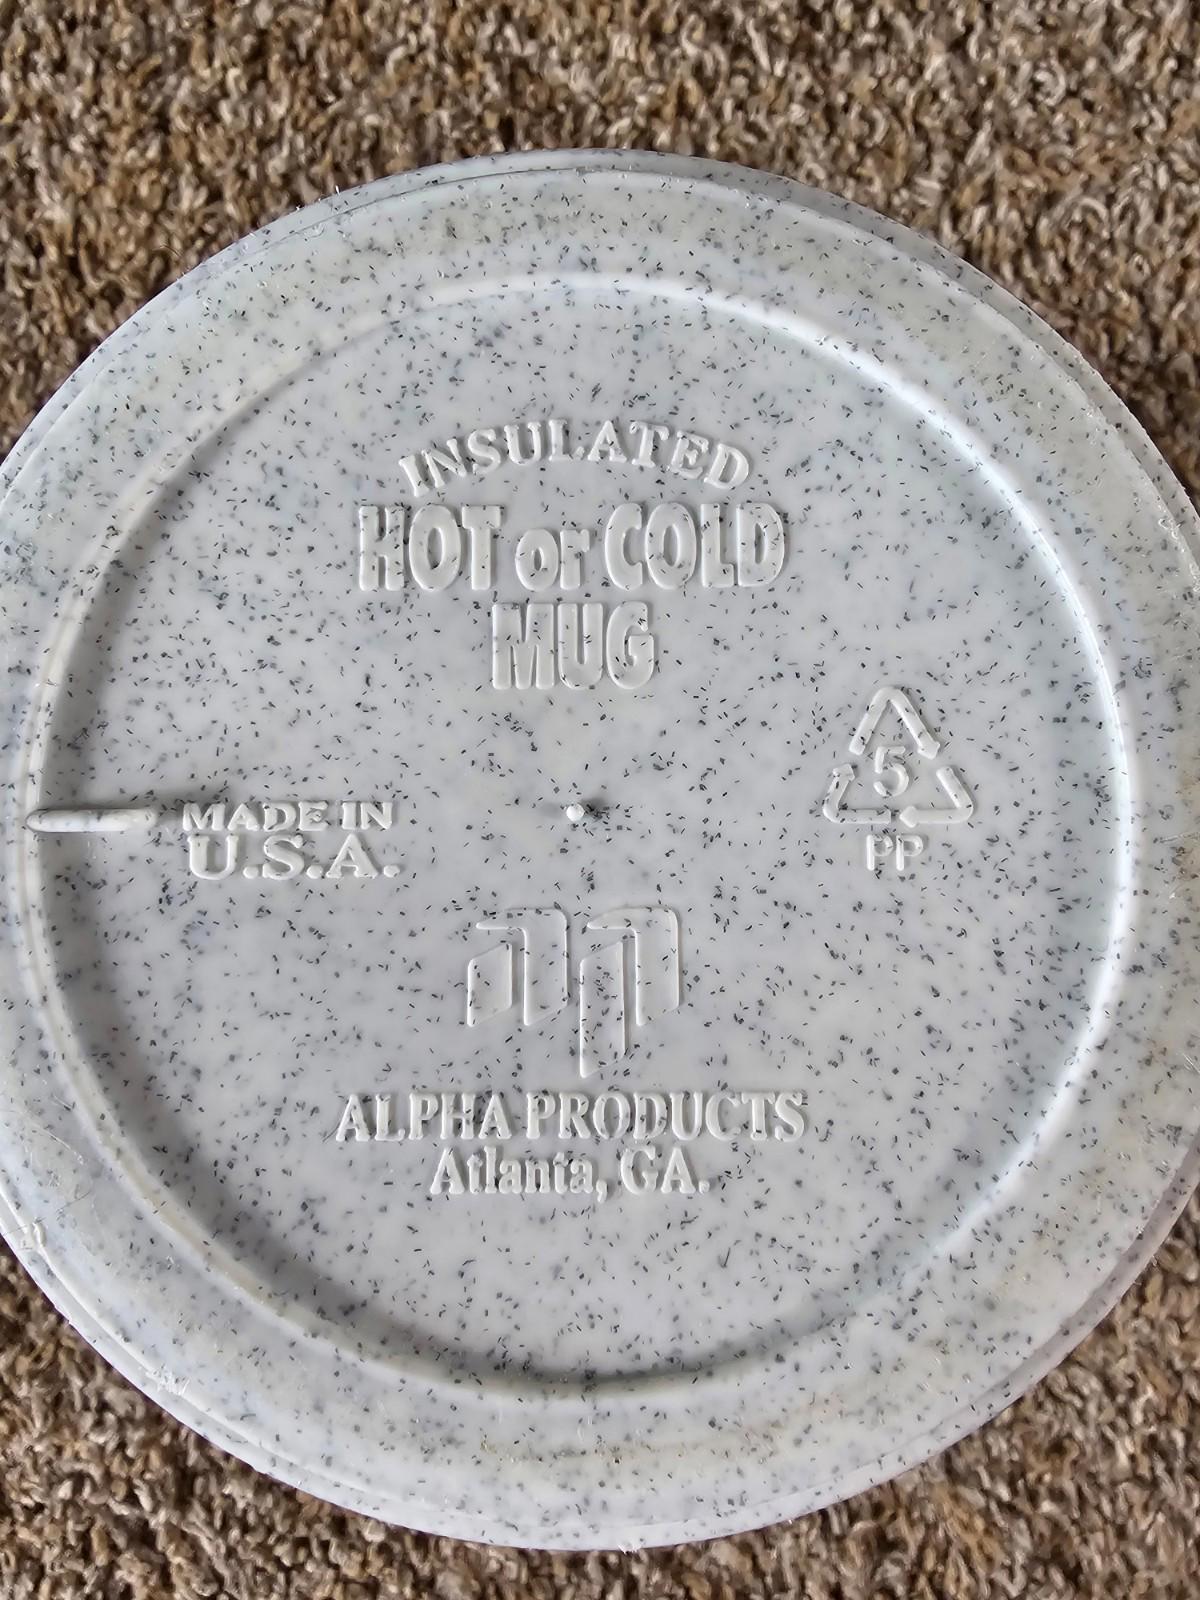 INSULATED
HOT or COLD
MUG
5
PP
MADE IN
U.S.A.
ALPHA PRODUCTS
Atlanta, GA.